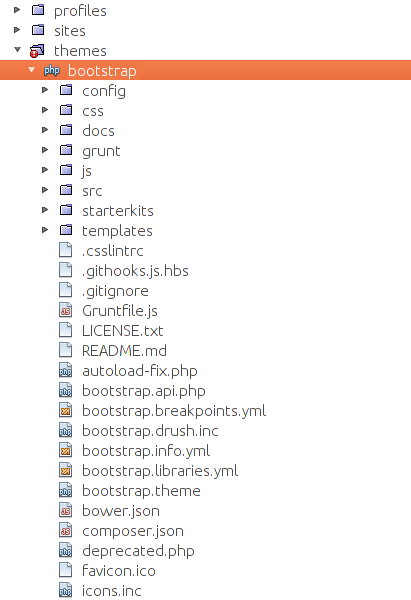 profiles
sites
themes
php bootstrap
config
css
docs
grunt
js
src
starterkits
templates
.csslintrc
.githooks.js.hbs
.gitignore
Gruntfile.js
LICENSE.txt
README.md
autoload-fix.php
bootstrap.api.php
bootstrap.breakpoints.yml
bootstrap.drush.inc
bootstrap.info.yml
bootstrap.libraries.yml
bootstrap.theme
bower.json
composer.json
deprecated.php
favicon.ico
icons.inc